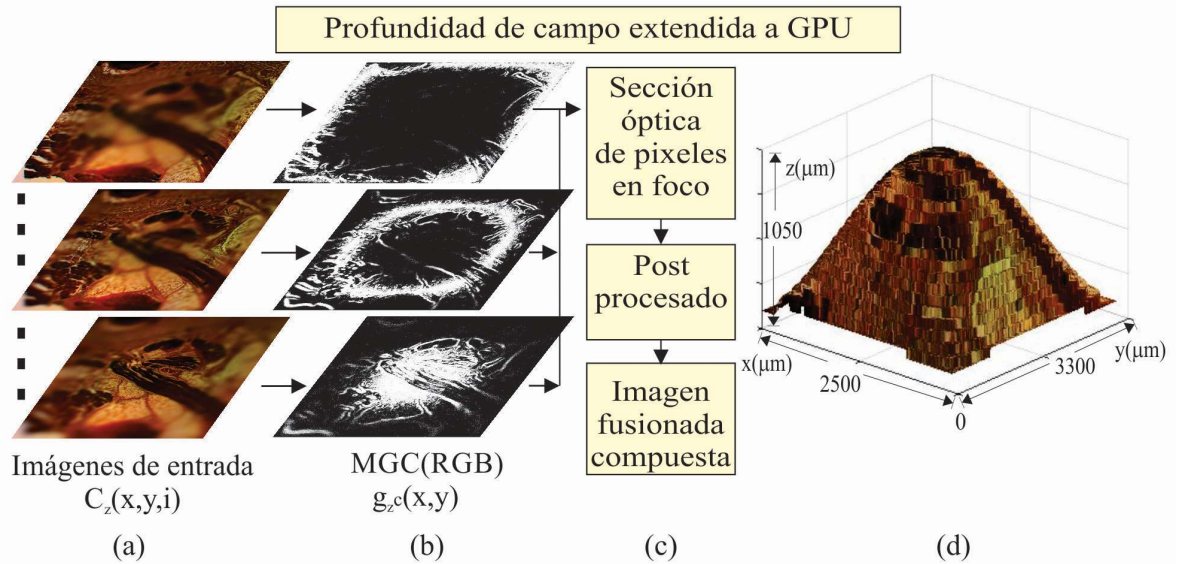 Profundidad de campo extendida a GPU
Sección
óptica
de pixeles
en foco
Post
procesado
Imagen
fusionada
compuesta
z(µm)
1050
x(µm)
2500
3300
y(µm)
0
Imágenes de entrada
C_z(x,y,i)
MGC(RGB)
g_z^c(x,y)
(a)
(b)
(c)
(d)